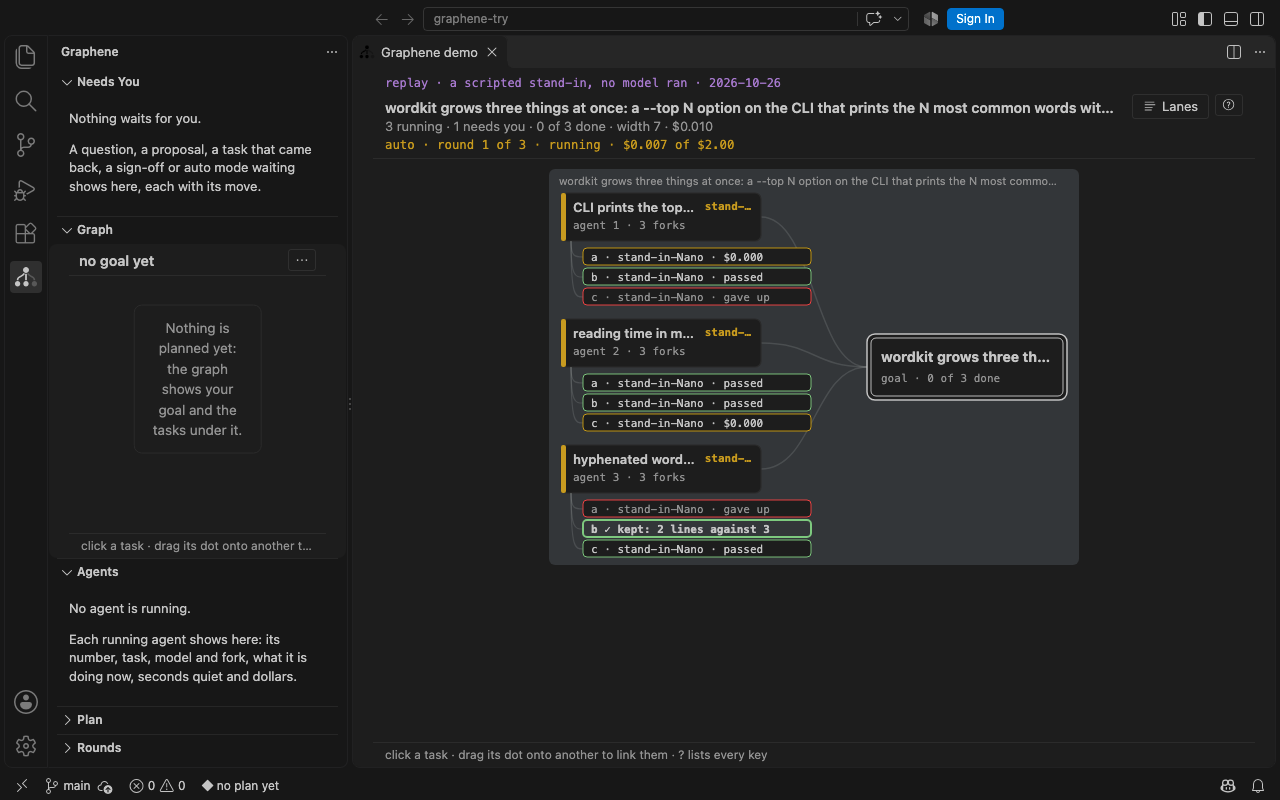 graphene-try
Sign In
Graphene
Needs You
Nothing waits for you.
A question, a proposal, a task that came
back, a sign-off or auto mode waiting
shows here, each with its move.
Graph
no goal yet
Nothing is
planned yet:
the graph
shows your
goal and the
tasks under it.
click a task · drag its dot onto another t...
Agents
No agent is running.
Each running agent shows here: its
number, task, model and fork, what it is
doing now, seconds quiet and dollars.
Plan
Rounds
Graphene demo
replay · a scripted stand-in, no model ran · 2026-10-26
wordkit grows three things at once: a --top N option on the CLI that prints the N most common words wit...
Lanes
3 running · 1 needs you · 0 of 3 done · width 7 · $0.010
auto · round 1 of 3 · running · $0.007 of $2.00
wordkit grows three things at once: a --top N option on the CLI that prints the N most commo...
CLI prints the top... stand-...
agent 1 · 3 forks
a · stand-in-Nano · $0.000
b · stand-in-Nano · passed
c · stand-in-Nano · gave up
reading time in m... stand-...
agent 2 · 3 forks
a · stand-in-Nano · passed
b · stand-in-Nano · passed
c · stand-in-Nano · $0.000
hyphenated word... stand-...
agent 3 · 3 forks
a · stand-in-Nano · gave up
b ✓ kept: 2 lines against 3
c · stand-in-Nano · passed
wordkit grows three th...
goal · 0 of 3 done
click a task · drag its dot onto another to link them · ? lists every key
main 0 0 no plan yet